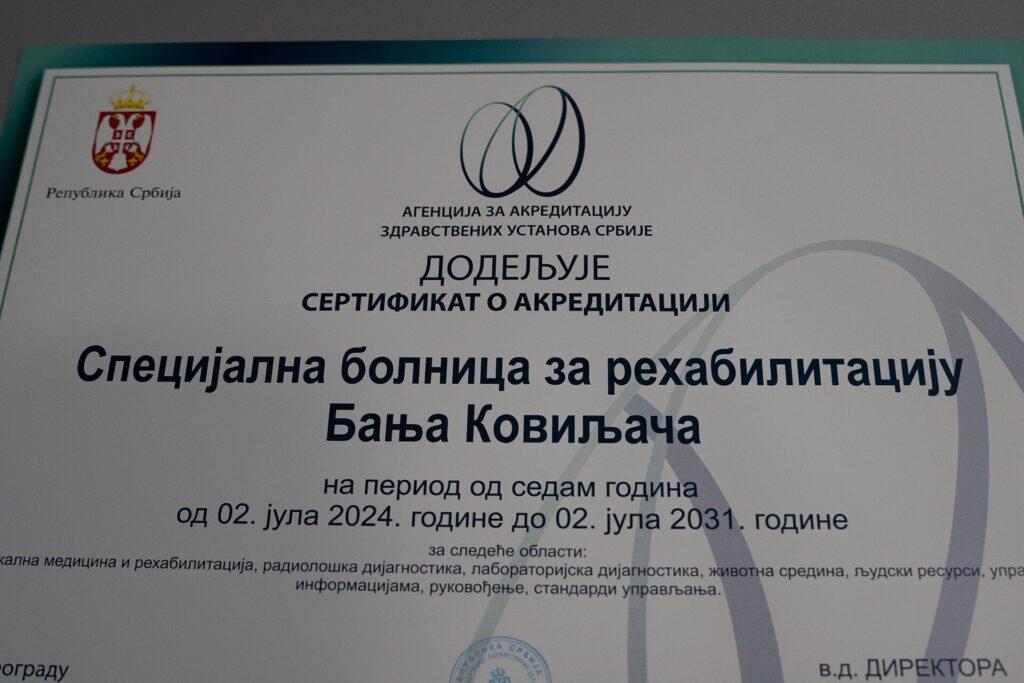 Република Србија
АГЕНЦИЈА ЗА АКРЕДИТАЦИЈУ
ЗДРАВСТВЕНИХ УСТАНОВА СРБИЈЕ
ДОДЕЉУЈЕ
СЕРТИФИКАТ О АКРЕДИТАЦИЈИ
Специјална болница за рехабилитацију
Бања Ковиљача
на период од седам година
од 02. јула 2024. године до 02. јула 2031. године
за следеће области:
медицина и рехабилитација, радиолошка дијагностика, лабораторијска дијагностика, животна средина, људски ресурси,
информацијама, руковођење, стандарди управљања.
РЕПУБЛИКА СРБИЈА
в.д. ДИРЕКТОРА